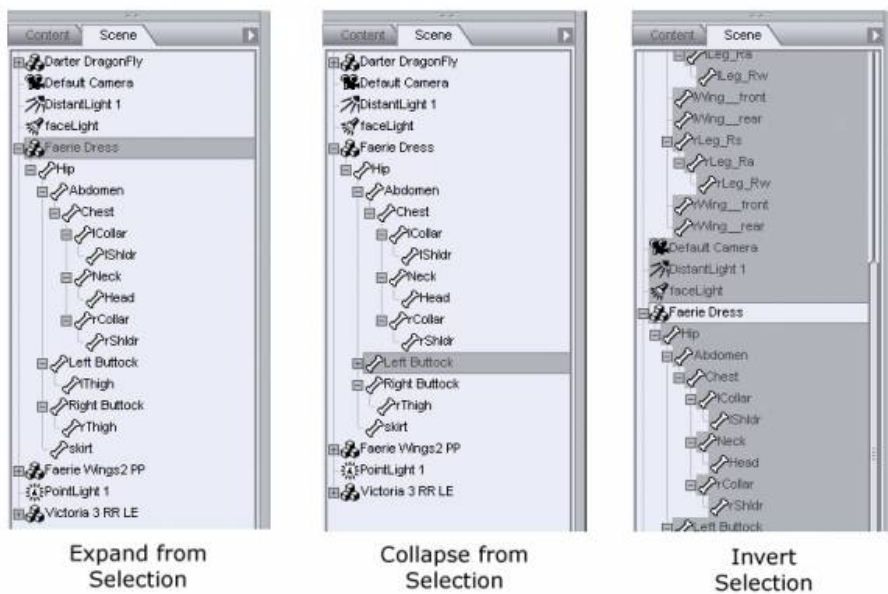 Content Scene
Darter DragonFly
Default Camera
DistantLight 1
faceLight
Faerie Dress
Hip
Abdomen
Chest
lCollar
lShldr
Neck
Head
rCollar
rShldr
Left Buttock
lThigh
Right Buttock
rThigh
skirt
Faerie Wings2 PP
PointLight 1
Victoria 3 RR LE
Expand from
Selection
Content Scene
Darter DragonFly
Default Camera
DistantLight 1
faceLight
Faerie Dress
Hip
Abdomen
Chest
lCollar
lShldr
Neck
Head
rCollar
rShldr
Left Buttock
Right Buttock
rThigh
skirt
Faerie Wings2 PP
PointLight 1
Victoria 3 RR LE
Collapse from
Selection
Content Scene
lLeg_Ra
lLeg_Rw
lWing__front
lWing__rear
rLeg_Rs
rLeg_Ra
rLeg_Rw
rWing__front
rWing__rear
Default Camera
DistantLight 1
faceLight
Faerie Dress
Hip
Abdomen
Chest
lCollar
lShldr
Neck
Head
rCollar
rShldr
Left Buttock
Invert
Selection